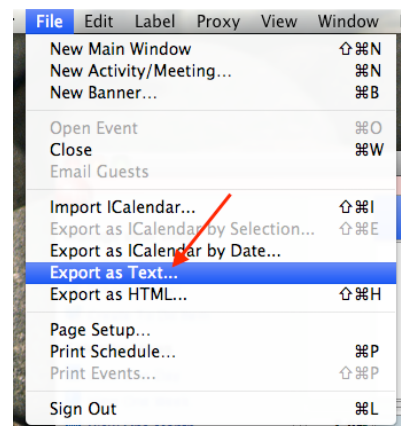 File Edit Label Proxy View Window
New Main Window ⇧⌘N
New Activity/Meeting... ⌘N
New Banner... ⌘B
Open Event ⌘O
Close ⌘W
Email Guests
Import ICalendar... ⇧⌘I
Export as ICalendar by Selection... ⇧⌘E
Export as ICalendar by Date...
Export as Text...
Export as HTML... ⇧⌘H
Page Setup...
Print Schedule... ⌘P
Print Events... ⇧⌘P
Sign Out ⌘L